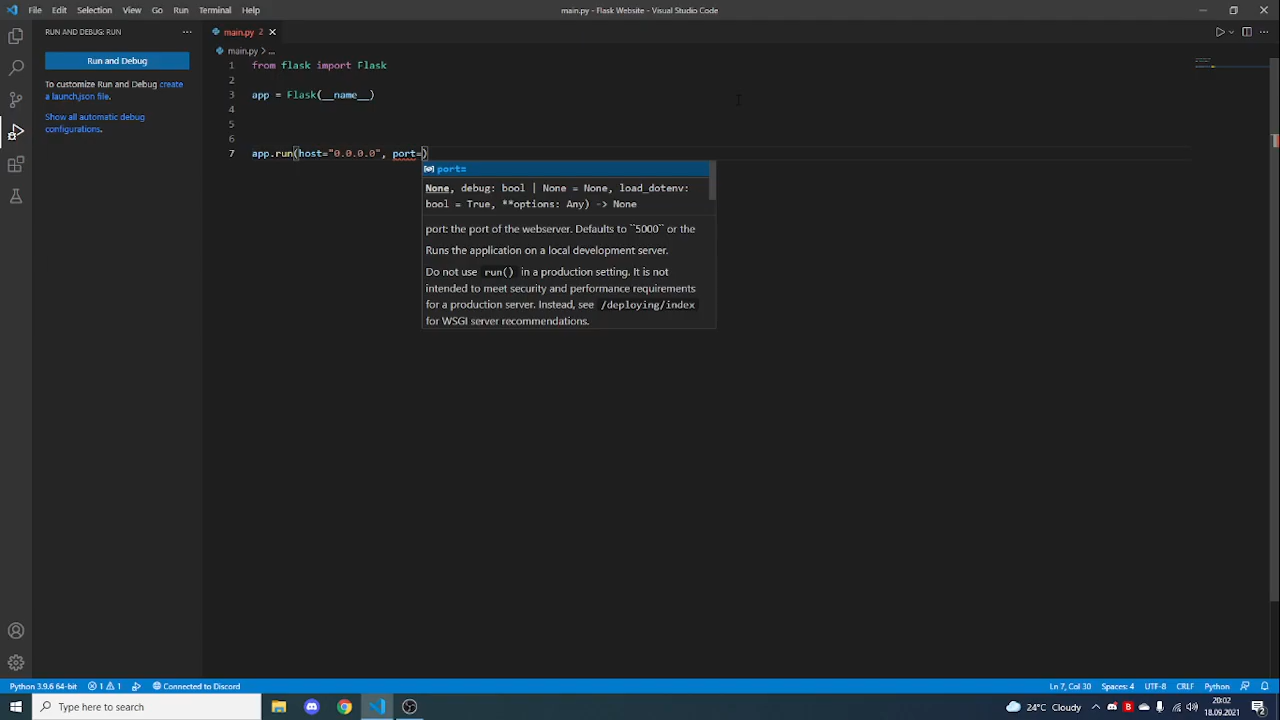 File Edit Selection View Go Run Terminal Help
main.py - Flask Website - Visual Studio Code
RUN AND DEBUG: RUN
Run and Debug
To customize Run and Debug create
a launch.json file.
Show all automatic debug
configurations.
main.py 2
main.py > ...
1 from flask import Flask
2
3 app = Flask(__name__)
4
5
6
7 app.run(host="0.0.0.0", port=)
port=
None, debug: bool | None = None, load_dotenv:
bool = True, **options: Any) -> None
port: the port of the webserver. Defaults to ``5000`` or the
Runs the application on a local development server.
Do not use run() in a production setting. It is not
intended to meet security and performance requirements
for a production server. Instead, see /deploying/index
for WSGI server recommendations.
Python 3.9.6 64-bit 1 1 Connected to Discord
Ln 7, Col 30 Spaces: 4 UTF-8 CRLF Python
Type here to search
24°C Cloudy
20:02
18.09.2021
2